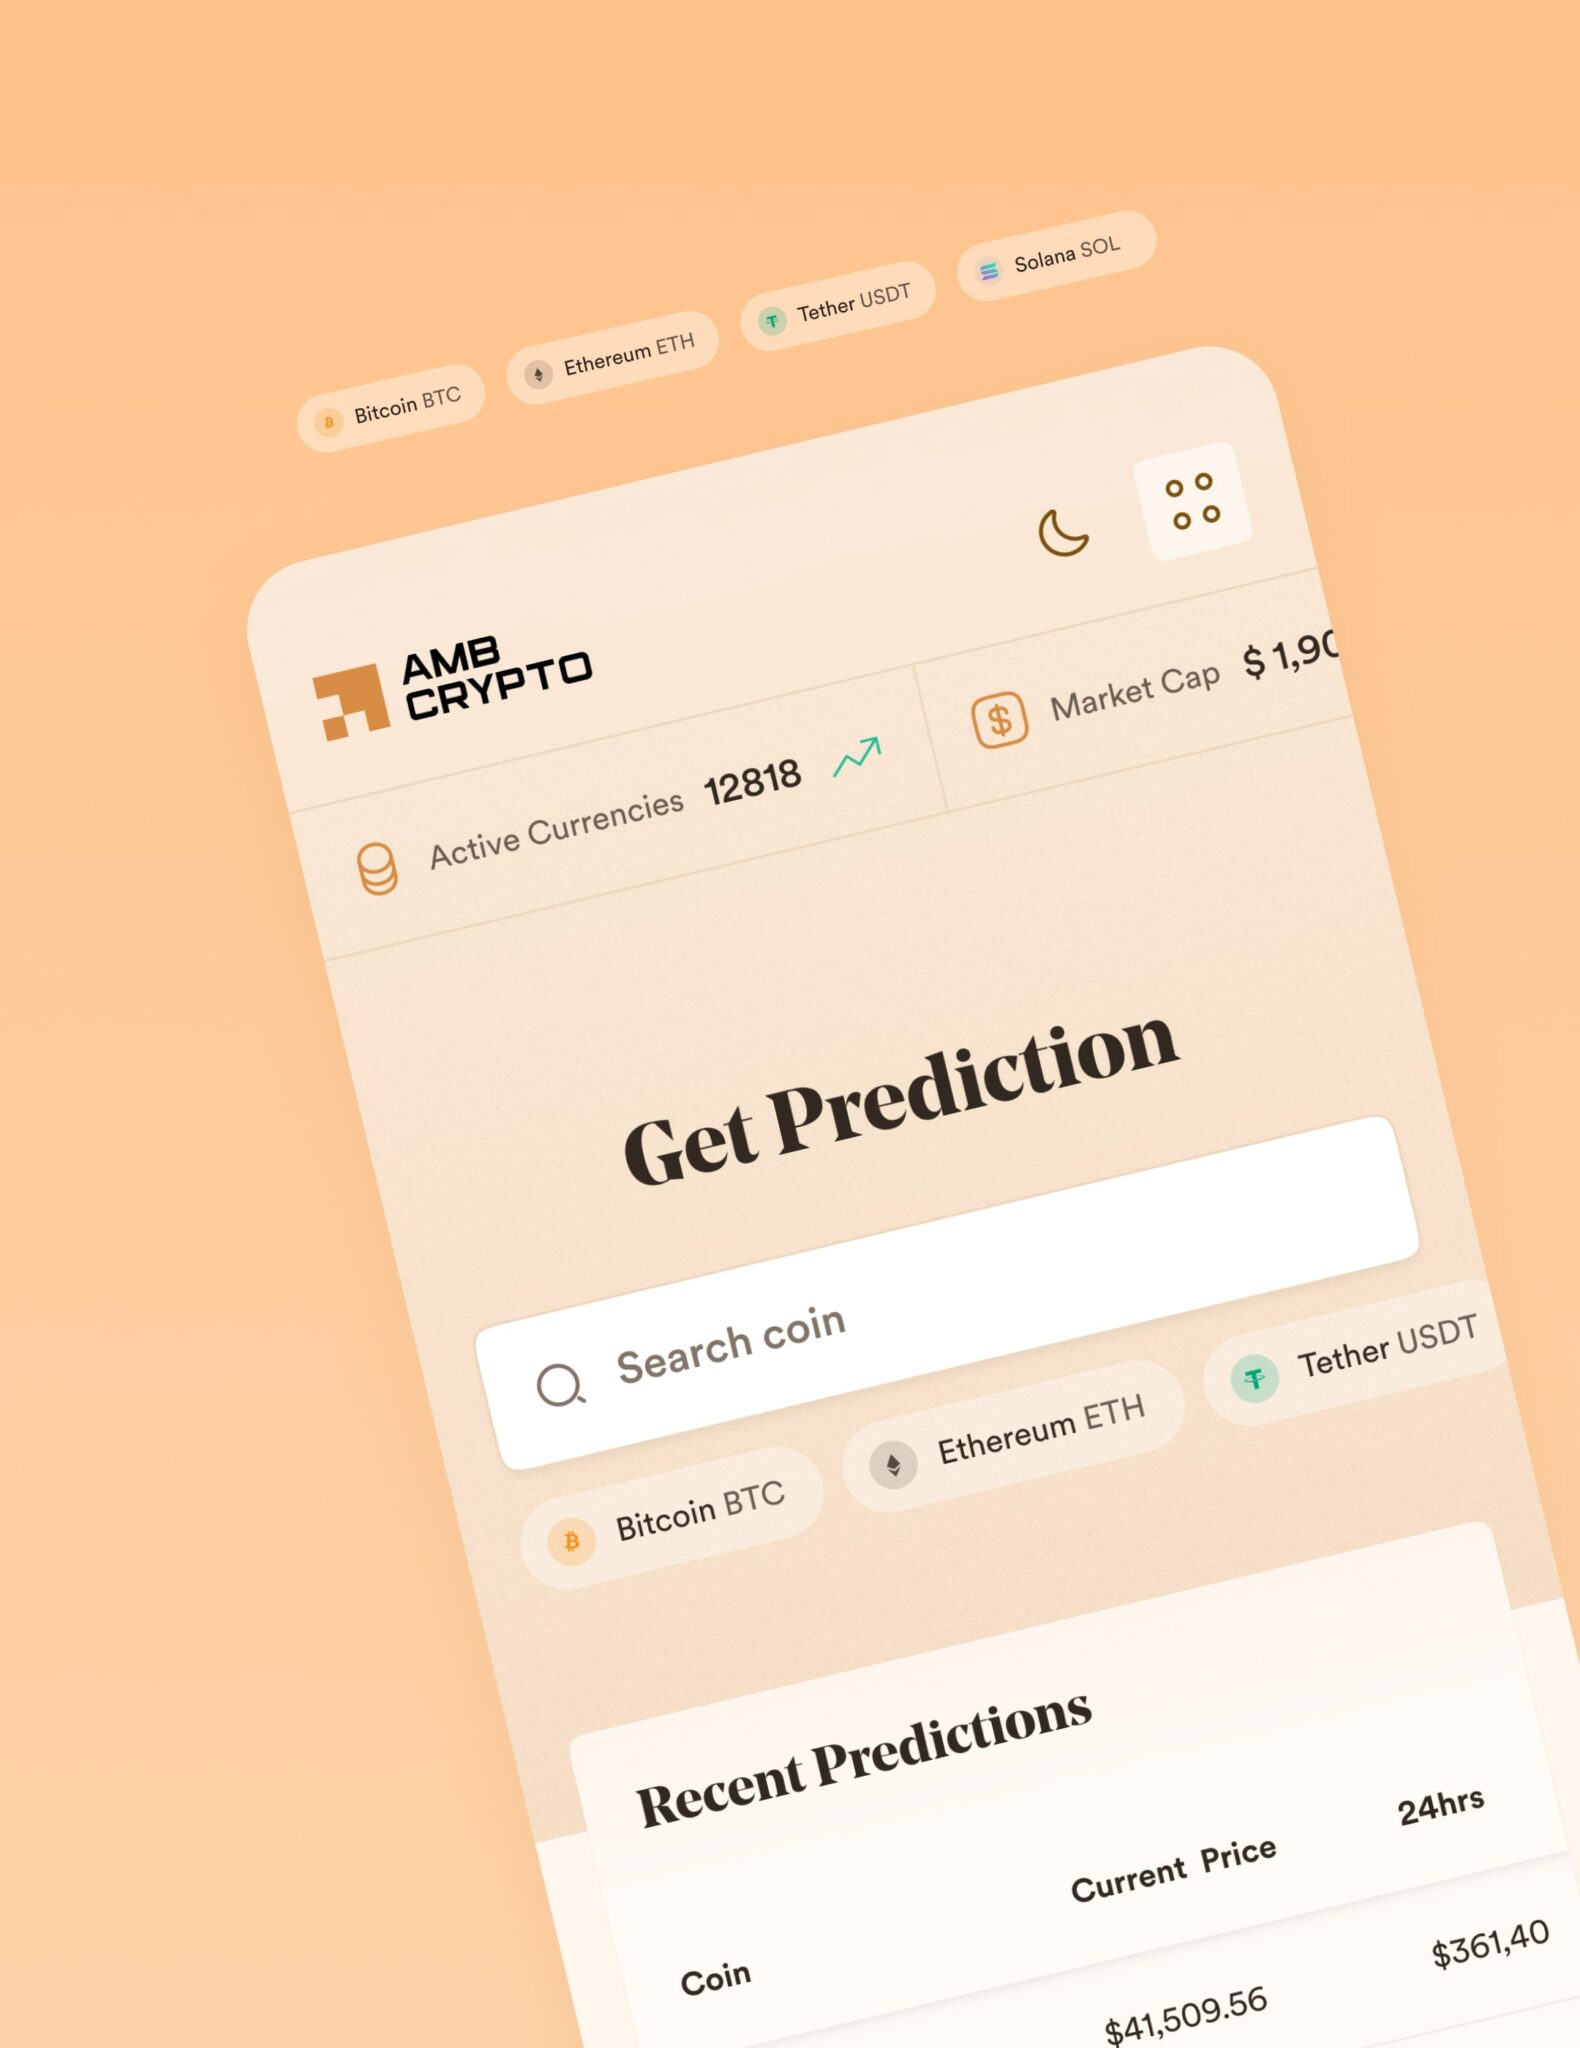 Bitcoin BTC
Ethereum ETH
Tether USDT
Solana SOL
AMB
CRYPTO
Active Currencies 12818
Market Cap $ 1,90
Get Prediction
Search coin
Bitcoin BTC
Ethereum ETH
Tether USDT
Recent Predictions
Coin
Current Price
24hrs
$41,509.56
$361,40